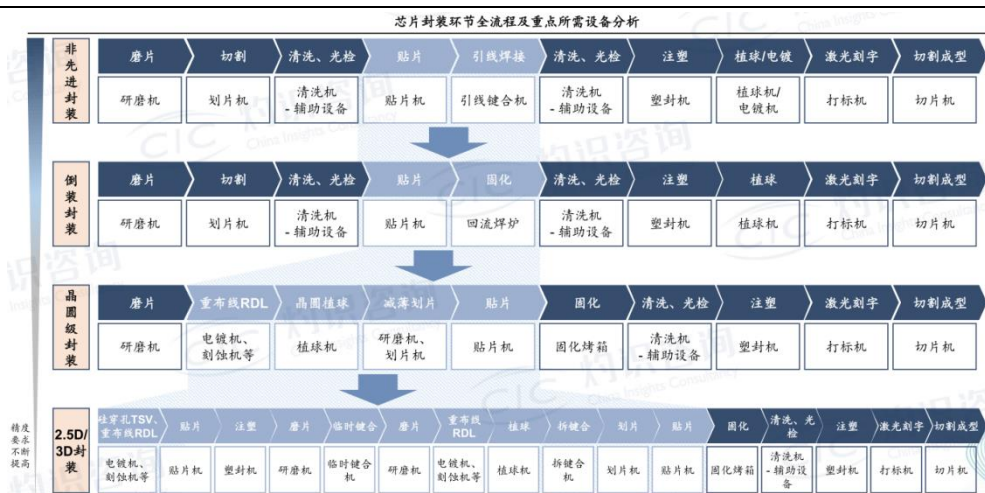 芯片封装环节全流程及重点所需设备分析
非先进封装
磨片
切割
清洗、光检
贴片
引线焊接
清洗、光检
注塑
植球/电镀
激光刻字
切割成型
研磨机
划片机
清洗机
-辅助设备
贴片机
引线键合机
清洗机
-辅助设备
塑封机
植球机/
电镀机
打标机
切片机
倒装封装
磨片
切割
清洗、光检
贴片
固化
清洗、光检
注塑
植球
激光刻字
切割成型
研磨机
划片机
清洗机
-辅助设备
贴片机
回流焊炉
清洗机
-辅助设备
塑封机
植球机
打标机
切片机
晶圆级封装
磨片
重布线RDL
晶圆植球
减薄划片
贴片
固化
清洗、光检
注塑
激光刻字
切割成型
研磨机
电镀机、
刻蚀机等
植球机
研磨机、
划片机
贴片机
固化烤箱
清洗机
-辅助设备
塑封机
打标机
切片机
精度
要求
不断
提高
2.5D/
3D封
装
硅穿孔TSV、
重布线RDL
贴片
注塑
磨片
临时键合
磨片
重布线
RDL
植球
拆键合
划片
贴片
固化
清洗、光
检
注塑
激光刻字
切割成型
电镀机、
刻蚀机等
贴片机
塑封机
研磨机
临时键合
机
研磨机
电镀机、
刻蚀机等
植球机
拆键合
机
划片机
贴片机
固化烤箱
清洗机
-辅助设
备
塑封机
打标机
切片机
CIC 灼识咨询
China Insights Consultancy